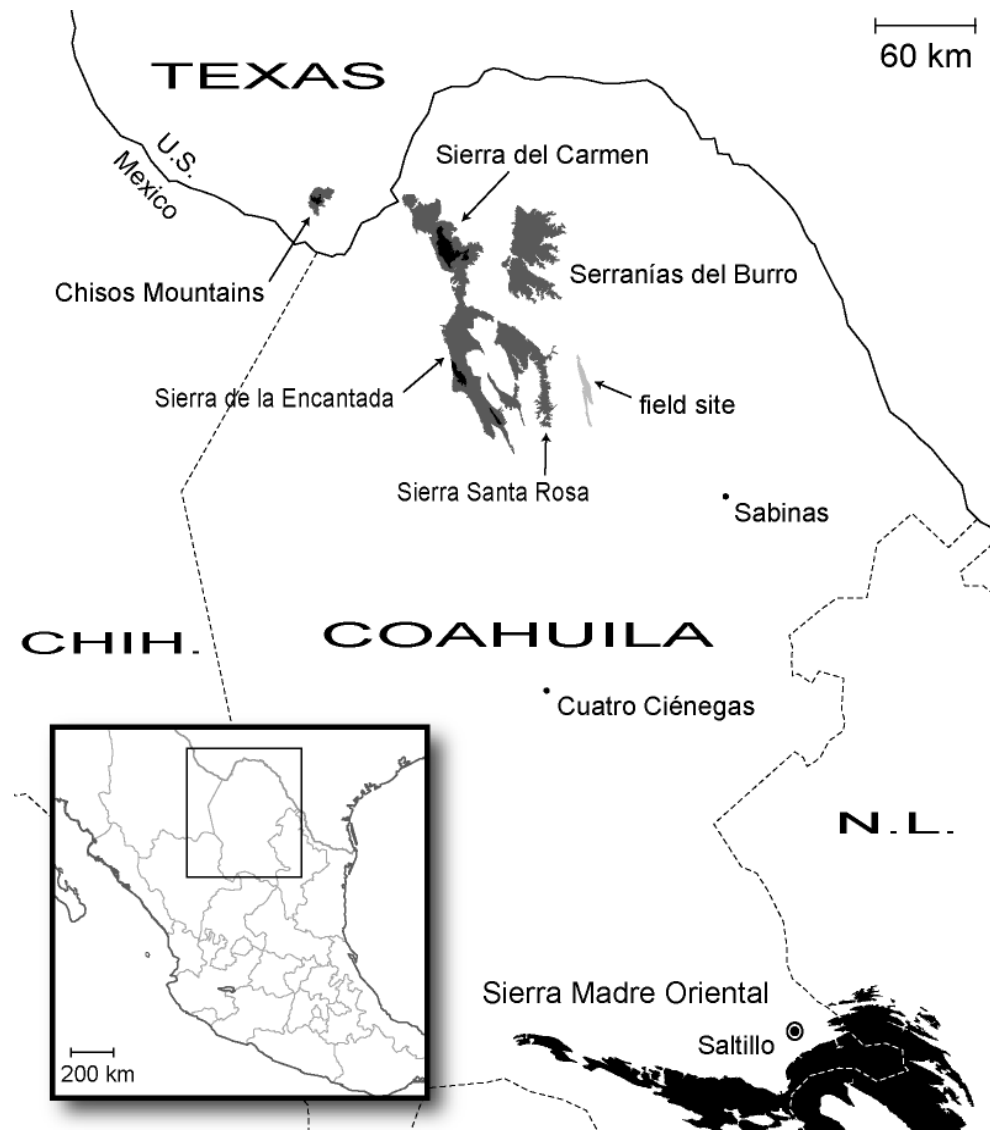 60 km
TEXAS
U.S.
Mexico
Sierra del Carmen
Chisos Mountains
Serranías del Burro
Sierra de la Encantada
field site
Sierra Santa Rosa
Sabinas
CHIH.
COAHUILA
Cuatro Ciénegas
N.L.
Sierra Madre Oriental
Saltillo
200 km